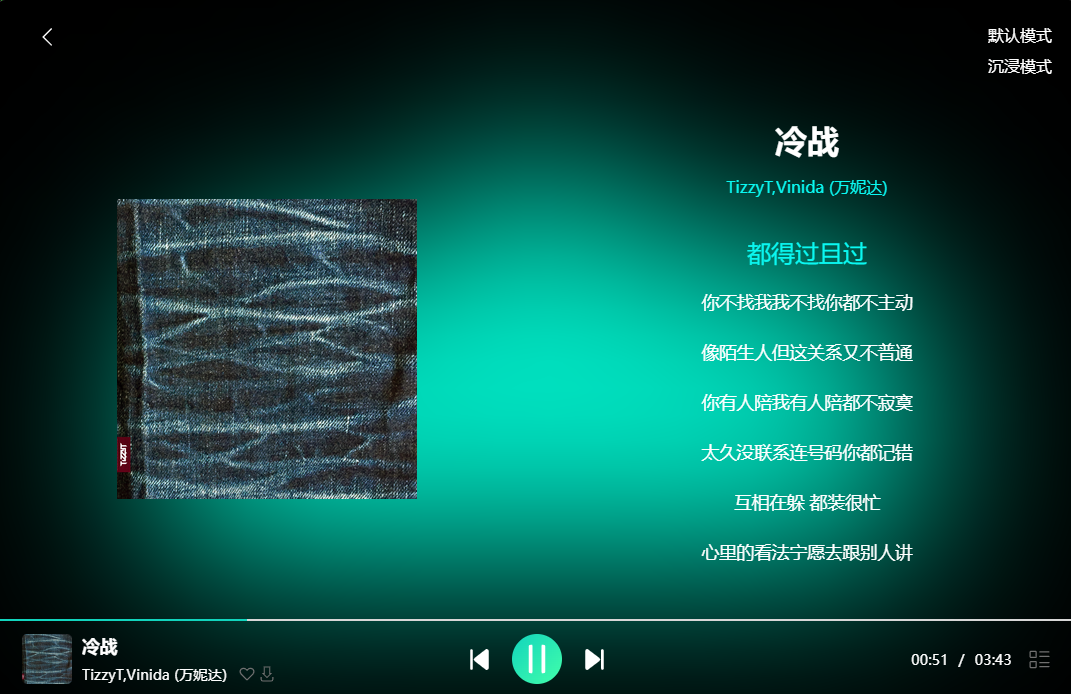 默认模式
沉浸模式
冷战
TizzyT,Vinida (万妮达)
都得过且过
你不找我我不找你都不主动
像陌生人但这关系又不普通
你有人陪我有人陪都不寂寞
太久没联系连号码你都记错
互相在躲 都装很忙
心里的看法宁愿去跟别人讲
TizzyT
冷战
TizzyT,Vinida (万妮达)
00:51 / 03:43